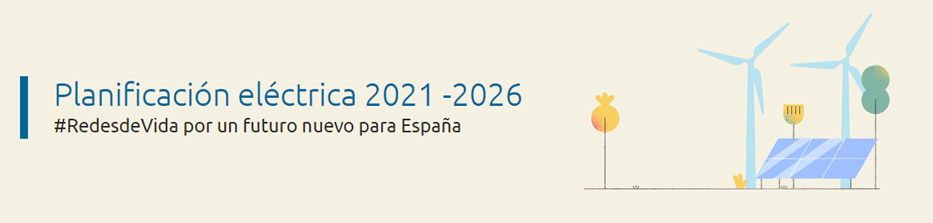 Planificación eléctrica 2021 -2026
#RedesdeVida por un futuro nuevo para España